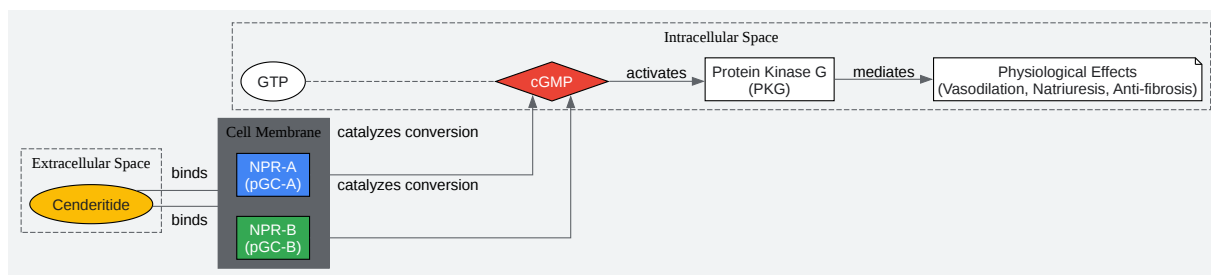 Intracellular Space
GTP
cGMP
activates
Protein Kinase G
(PKG)
mediates
Physiological Effects
(Vasodilation, Natriuresis, Anti-fibrosis)
Cell Membrane
catalyzes conversion
Extracellular Space
binds
NPR-A
(pGC-A)
catalyzes conversion
Cenderitide
binds
NPR-B
(pGC-B)